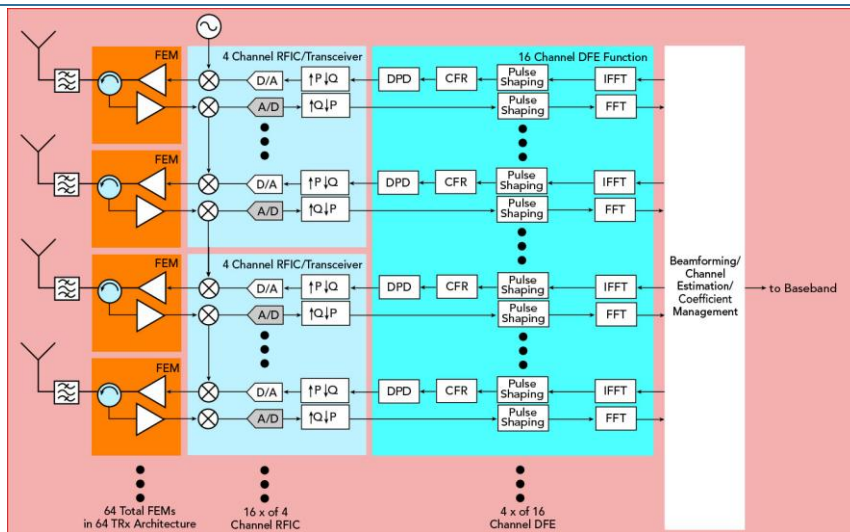 FEM
4 Channel RFIC/Transceiver
16 Channel DFE Function
D/A
↑P↓Q
DPD
CFR
Pulse
Shaping
IFFT
A/D
↑Q↓P
Pulse
Shaping
FFT
FEM
D/A
↑P↓Q
DPD
CFR
Pulse
Shaping
IFFT
A/D
↑Q↓P
Pulse
Shaping
FFT
FEM
4 Channel RFIC/Transceiver
D/A
↑P↓Q
DPD
CFR
Pulse
Shaping
IFFT
A/D
↑Q↓P
Pulse
Shaping
FFT
FEM
D/A
↑P↓Q
DPD
CFR
Pulse
Shaping
IFFT
A/D
↑Q↓P
Pulse
Shaping
FFT
Beamforming/
Channel
Estimation/
Coefficient
Management
to Baseband
64 Total FEMs
in 64 TRx Architecture
16 x of 4
Channel RFIC
4 x of 16
Channel DFE